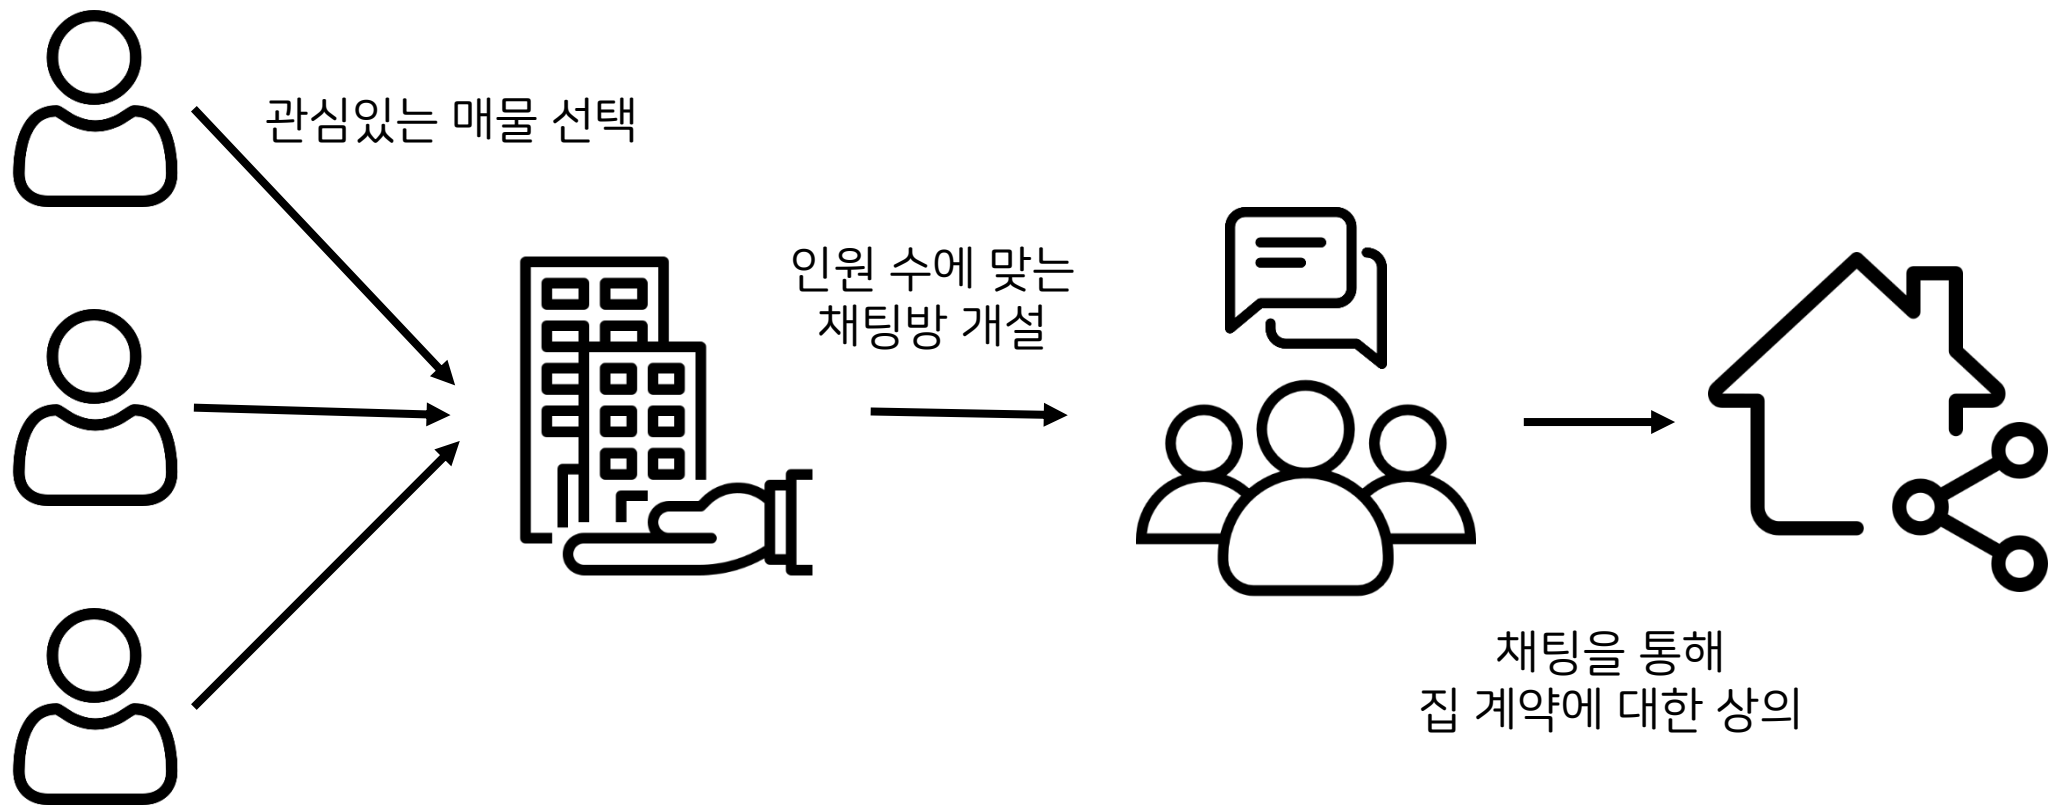 관심있는 매물 선택
인원 수에 맞는
채팅방 개설
채팅을 통해
집 계약에 대한 상의